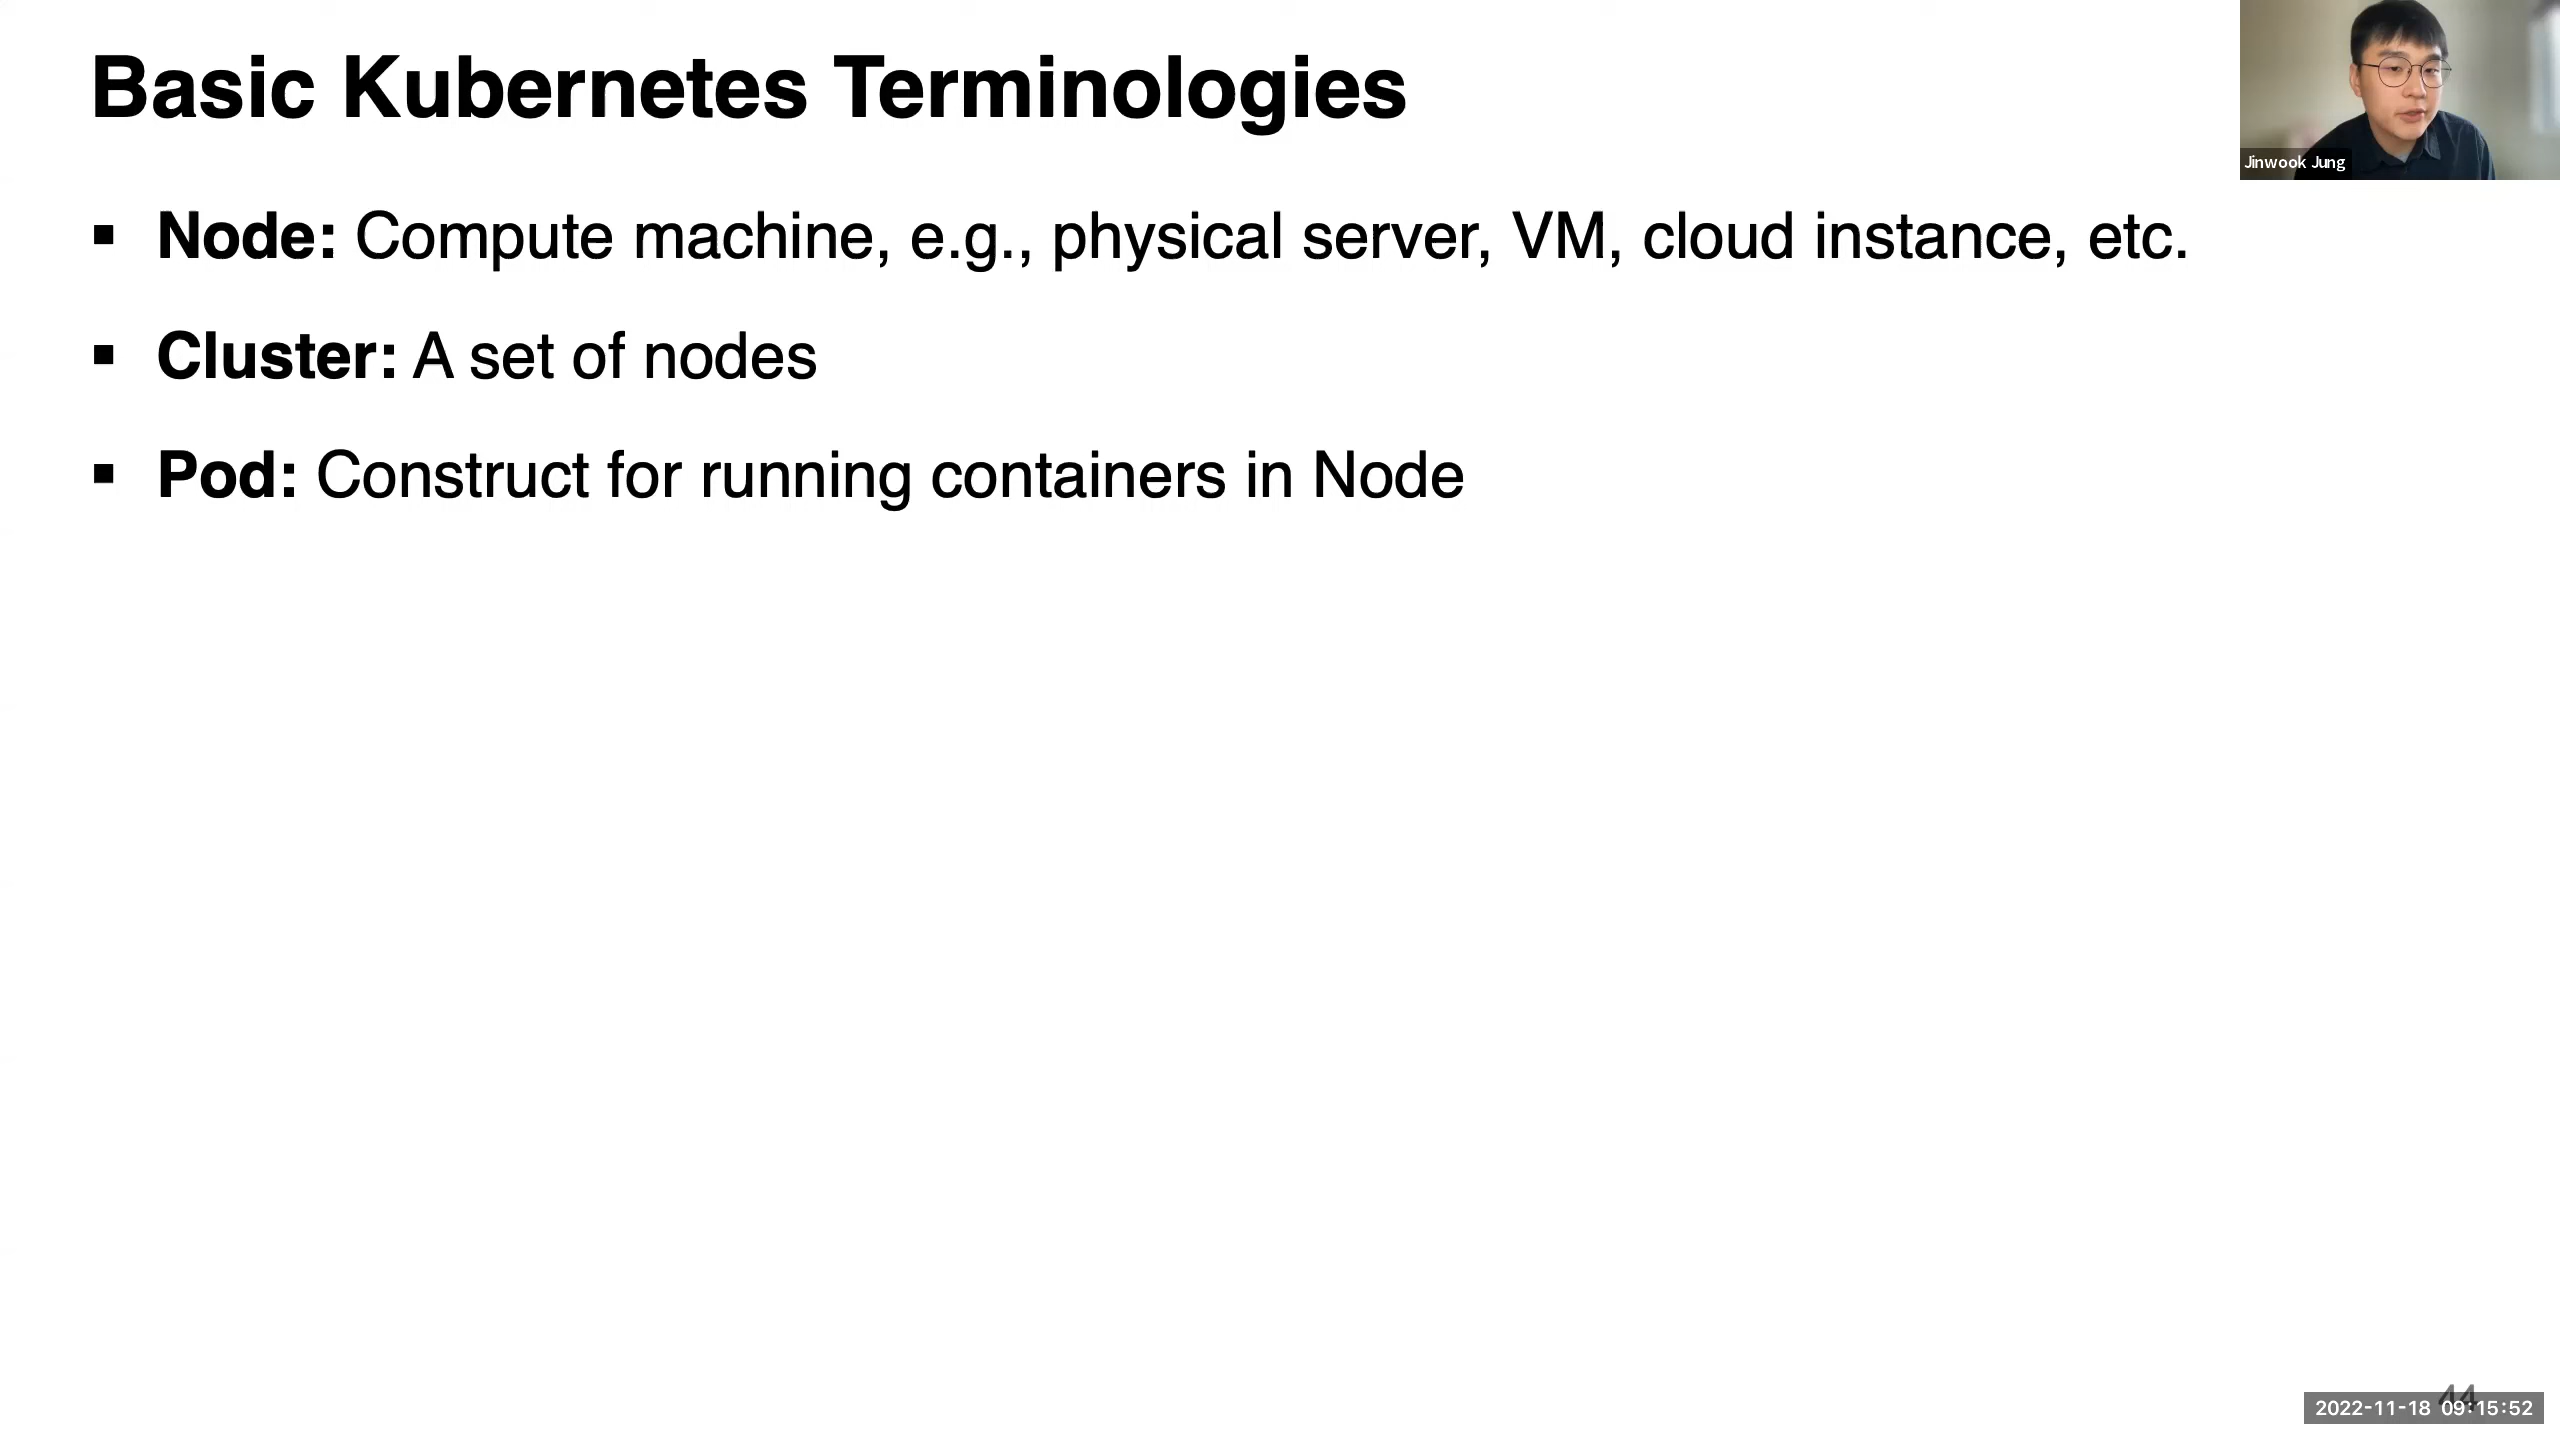 Basic Kubernetes Terminologies
Jinwook Jung
▪ Node: Compute machine, e.g., physical server, VM, cloud instance, etc.
▪ Cluster: A set of nodes
▪ Pod: Construct for running containers in Node
44
2022-11-18 09:15:52